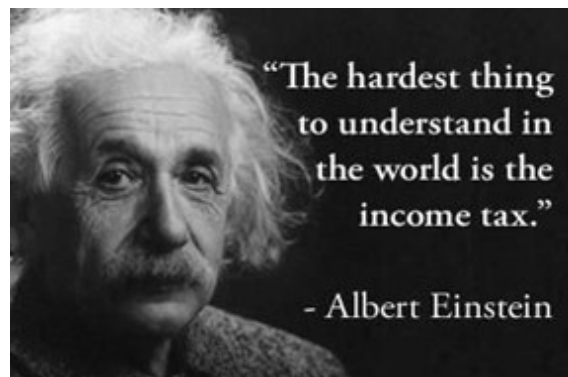 “The hardest thing
to understand in
the world is the
income tax.”
- Albert Einstein